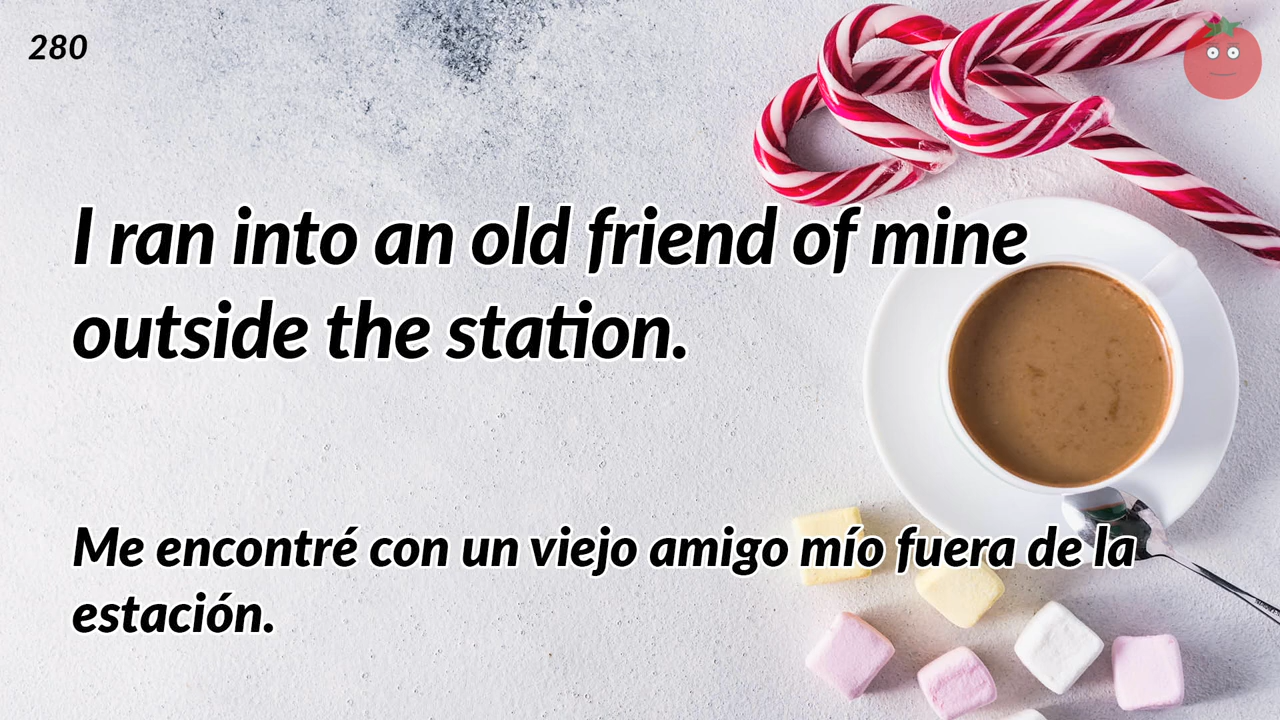 280
I ran into an old friend of mine
outside the station.
Me encontré con un viejo amigo mío fuera de la
estación.